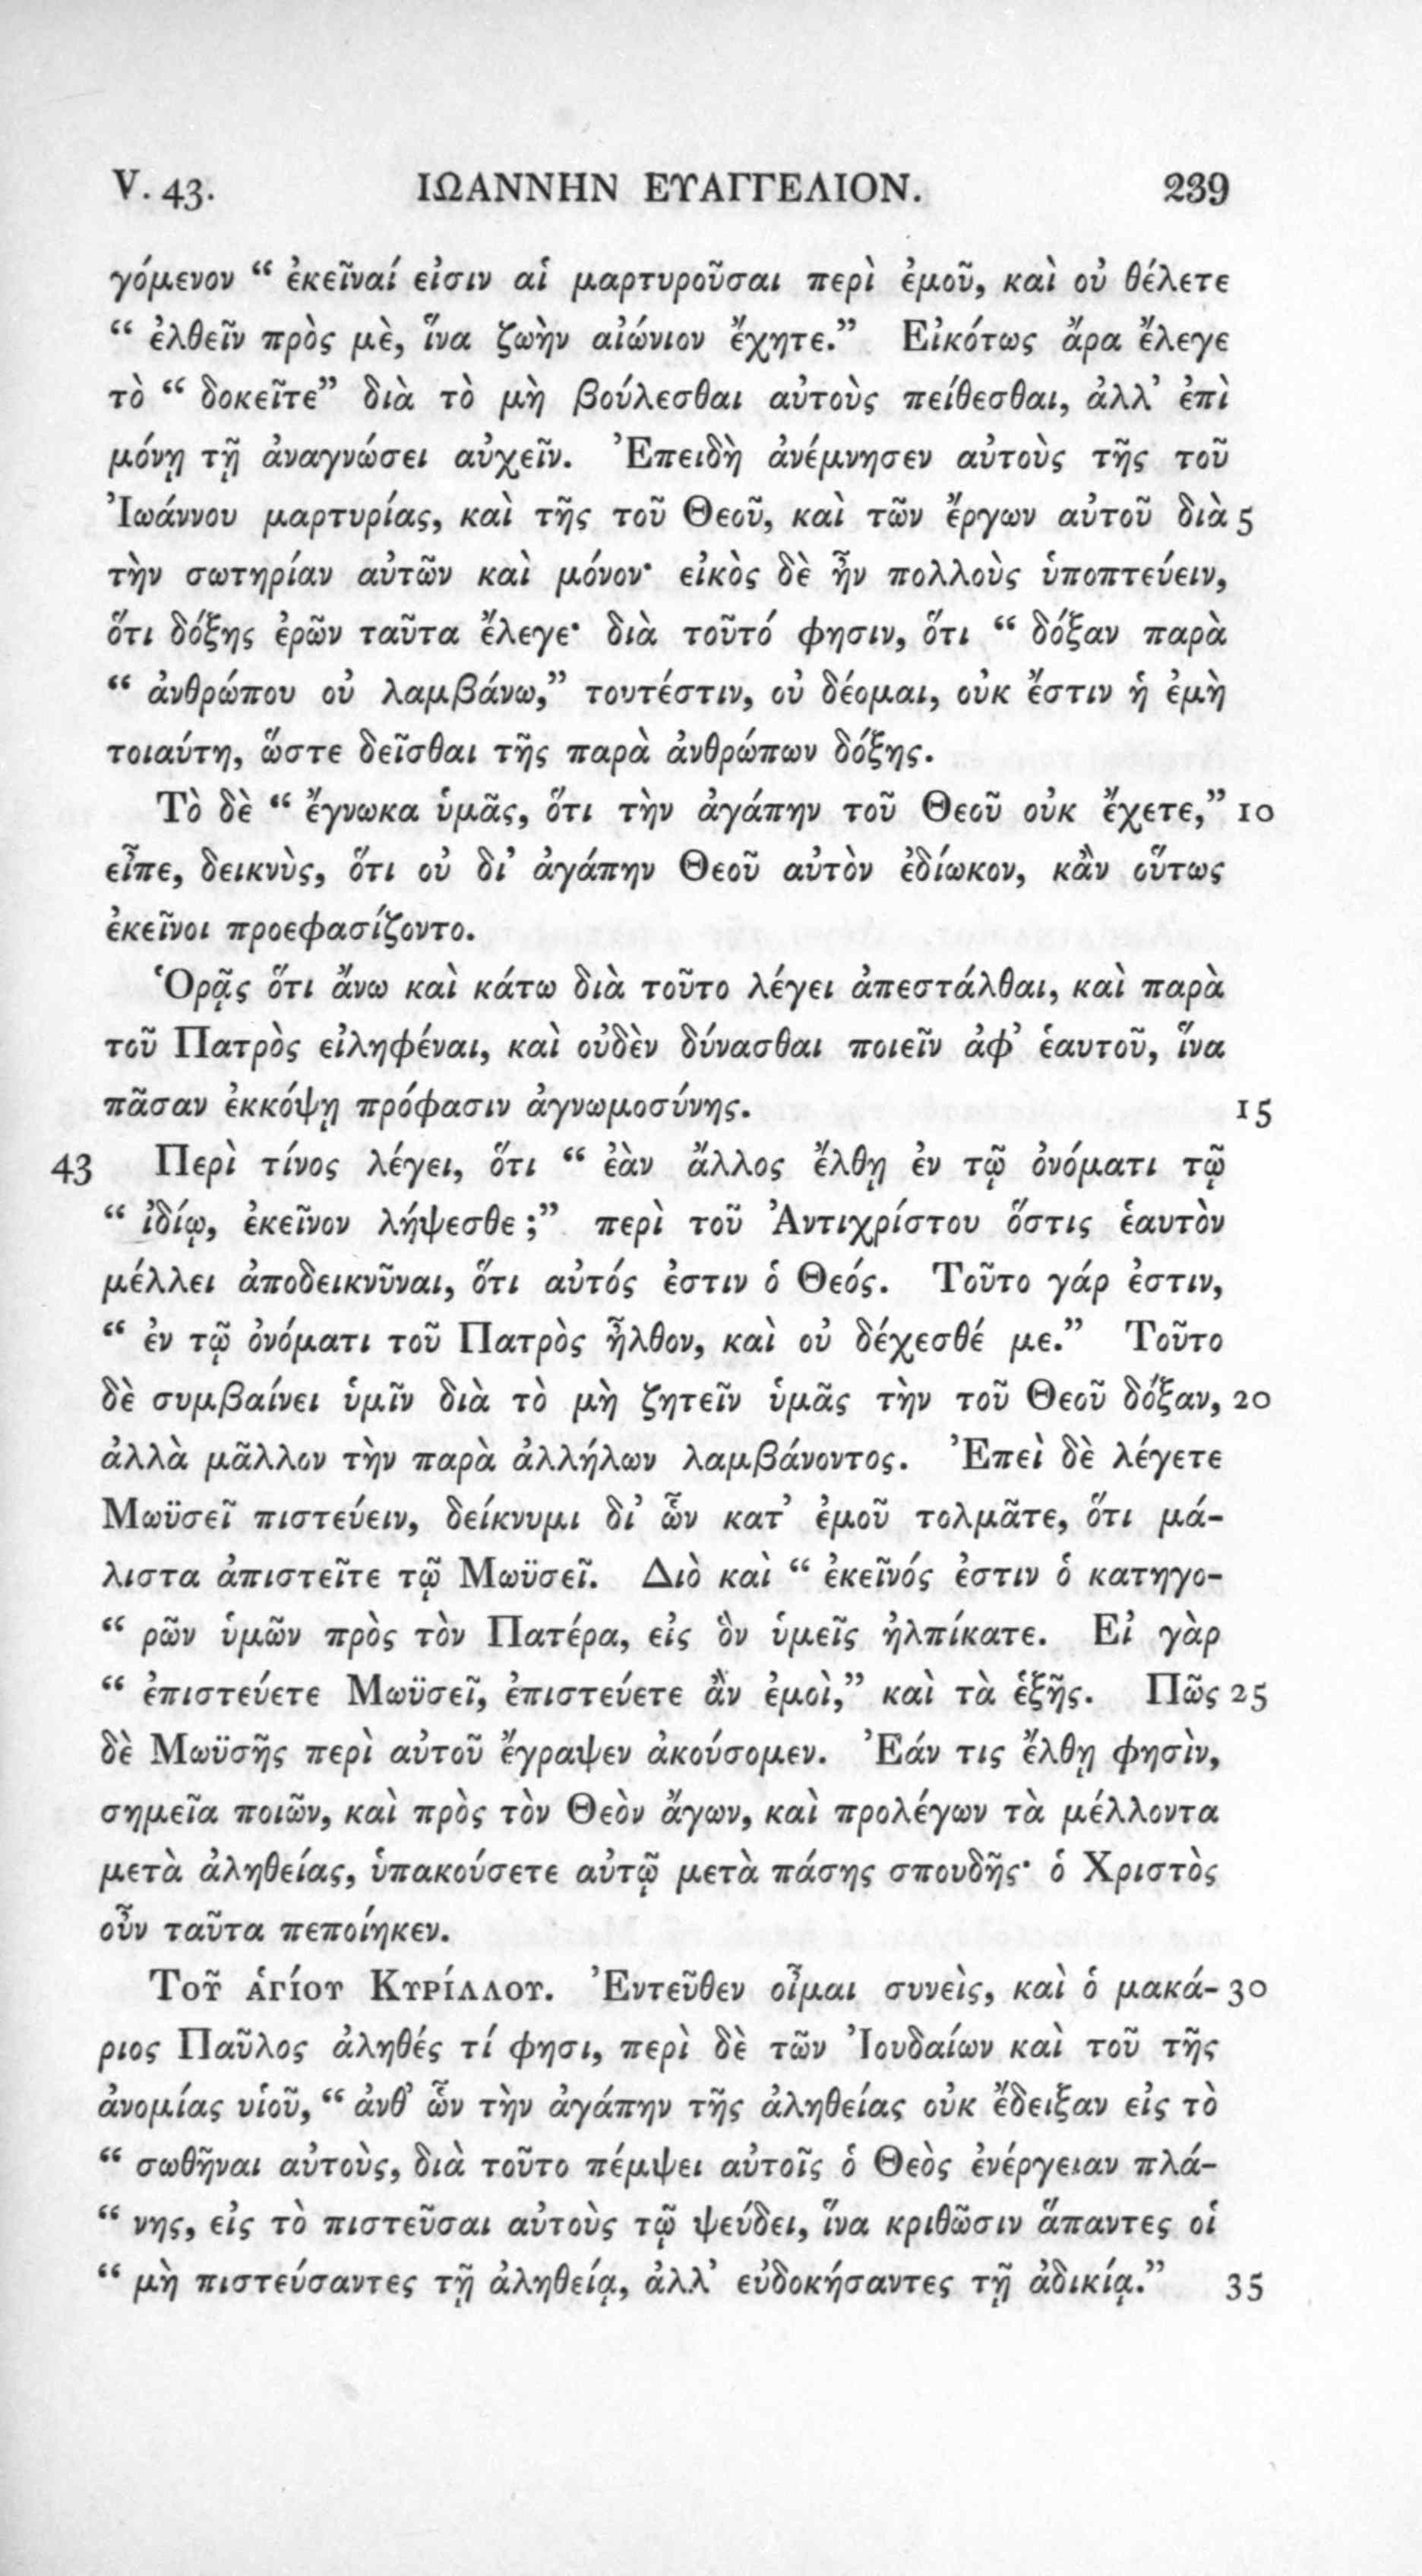 V. 43. ΙΩΑΝΝΗΝ ΕΥΑΓΓΕΛΙΟΝ. 239
γόμενον “ ἐκεῖναί εἰσιν αἱ μαρτυροῦσαι περὶ ἐμοῦ, καὶ οὐ θέλετε
“ ἐλθεῖν πρὸς μὲ, ἵνα ζωὴν αἰώνιον ἔχητε.” Εἰκότως ἄρα ἔλεγε
τὸ “ δοκεῖτε” διὰ τὸ μὴ βούλεσθαι αὐτοὺς πείθεσθαι, ἀλλ’ ἐπὶ
μόνῃ τῇ ἀναγνώσει αὐχεῖν. Ἐπειδὴ ἀνέμνησεν αὐτοὺς τῆς τοῦ
Ἰωάννου μαρτυρίας, καὶ τῆς τοῦ Θεοῦ, καὶ τῶν ἔργων αὐτοῦ διὰ 5
τὴν σωτηρίαν αὐτῶν καὶ μόνον· εἰκὸς δὲ ἦν πολλοὺς ὑποπτεύειν,
ὅτι δόξης ἐρῶν ταῦτα ἔλεγε· διὰ τοῦτό φησιν, ὅτι “ δόξαν παρὰ
“ ἀνθρώπου οὐ λαμβάνω,” τουτέστιν, οὐ δέομαι, οὐκ ἔστιν ἡ ἐμὴ
τοιαύτη, ὥστε δεῖσθαι τῆς παρὰ ἀνθρώπων δόξης.
Τὸ δὲ “ ἔγνωκα ὑμᾶς, ὅτι τὴν ἀγάπην τοῦ Θεοῦ οὐκ ἔχετε,” 10
εἶπε, δεικνὺς, ὅτι οὐ δι’ ἀγάπην Θεοῦ αὐτὸν ἐδίωκον, κἂν οὕτως
ἐκεῖνοι προεφασίζοντο.
Ὁρᾷς ὅτι ἄνω καὶ κάτω διὰ τοῦτο λέγει ἀπεστάλθαι, καὶ παρὰ
τοῦ Πατρὸς εἰληφέναι, καὶ οὐδὲν δύνασθαι ποιεῖν ἀφ’ ἑαυτοῦ, ἵνα
πᾶσαν ἐκκόψῃ πρόφασιν ἀγνωμοσύνης. 15
43 Περὶ τίνος λέγει, ὅτι “ ἐὰν ἄλλος ἔλθῃ ἐν τῷ ὀνόματι τῷ
“ ἰδίῳ, ἐκεῖνον λήψεσθε ;” περὶ τοῦ Ἀντιχρίστου ὅστις ἑαυτὸν
μέλλει ἀποδεικνῦναι, ὅτι αὐτός ἐστιν ὁ Θεός. Τοῦτο γάρ ἐστιν,
“ ἐν τῷ ὀνόματι τοῦ Πατρὸς ἦλθον, καὶ οὐ δέχεσθέ με.” Τοῦτο
δὲ συμβαίνει ὑμῖν διὰ τὸ μὴ ζητεῖν ὑμᾶς τὴν τοῦ Θεοῦ δόξαν, 20
ἀλλὰ μᾶλλον τὴν παρὰ ἀλλήλων λαμβάνοντος. Ἐπεὶ δὲ λέγετε
Μωϋσεῖ πιστεύειν, δείκνυμι δι’ ὧν κατ’ ἐμοῦ τολμᾶτε, ὅτι μά-
λιστα ἀπιστεῖτε τῷ Μωϋσεῖ. Διὸ καὶ “ ἐκεῖνός ἐστιν ὁ κατηγο-
“ ρῶν ὑμῶν πρὸς τὸν Πατέρα, εἰς ὃν ὑμεῖς ἠλπίκατε. Εἰ γὰρ
“ ἐπιστεύετε Μωϋσεῖ, ἐπιστεύετε ἂν ἐμοὶ,” καὶ τὰ ἑξῆς. Πῶς 25
δὲ Μωϋσῆς περὶ αὐτοῦ ἔγραψεν ἀκούσομεν. Ἐάν τις ἔλθῃ φησὶν,
σημεῖα ποιῶν, καὶ πρὸς τὸν Θεὸν ἄγων, καὶ προλέγων τὰ μέλλοντα
μετὰ ἀληθείας, ὑπακούσετε αὐτῷ μετὰ πάσης σπουδῆς· ὁ Χριστὸς
οὖν ταῦτα πεποίηκεν.
Τοῦ ἁγίου Κυρίλλου. Ἐντεῦθεν οἶμαι συνεὶς, καὶ ὁ μακά- 30
ριος Παῦλος ἀληθές τί φησι, περὶ δὲ τῶν Ἰουδαίων καὶ τοῦ τῆς
ἀνομίας υἱοῦ, “ ἀνθ’ ὧν τὴν ἀγάπην τῆς ἀληθείας οὐκ ἔδειξαν εἰς τὸ
“ σωθῆναι αὐτοὺς, διὰ τοῦτο πέμψει αὐτοῖς ὁ Θεὸς ἐνέργειαν πλά-
“ νης, εἰς τὸ πιστεῦσαι αὐτοὺς τῷ ψεύδει, ἵνα κριθῶσιν ἅπαντες οἱ
“ μὴ πιστεύσαντες τῇ ἀληθείᾳ, ἀλλ’ εὐδοκήσαντες τῇ ἀδικίᾳ.” 35